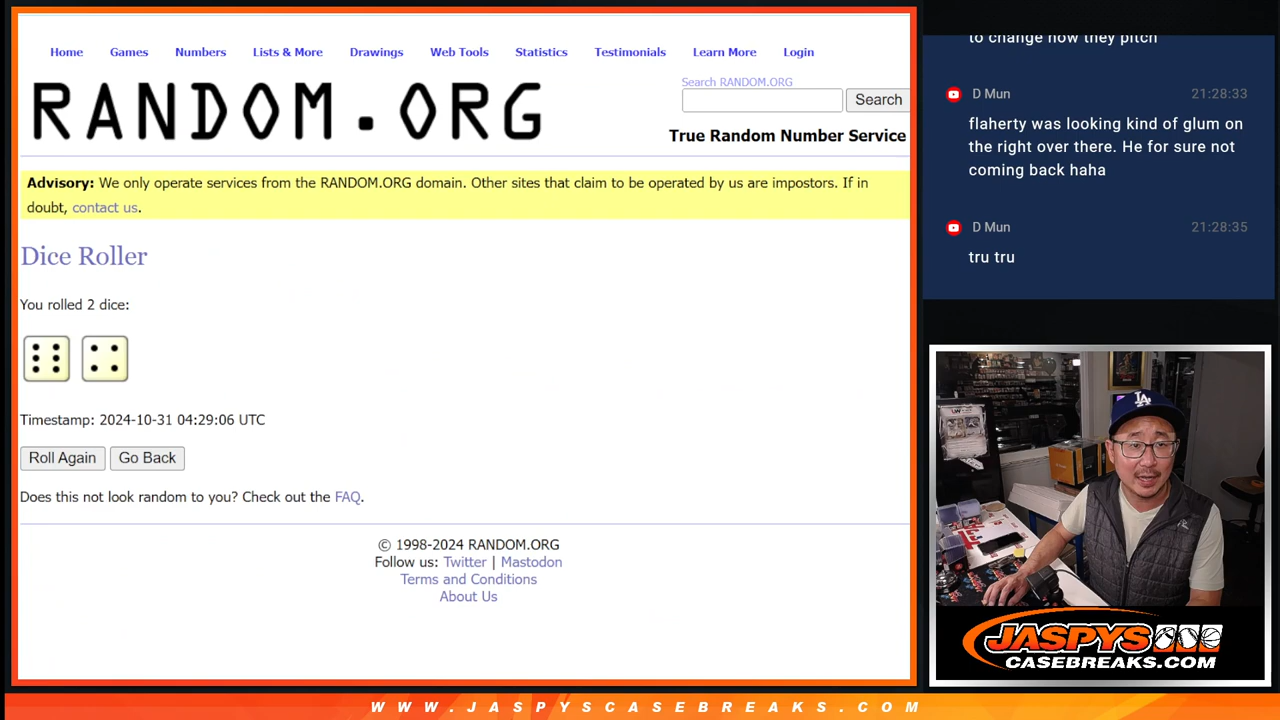 Home Games Numbers Lists & More Drawings Web Tools Statistics Testimonials Learn More Login
RANDOM.ORG
Search RANDOM.ORG
Search
True Random Number Service
Advisory: We only operate services from the RANDOM.ORG domain. Other sites that claim to be operated by us are impostors. If in
doubt, contact us.
Dice Roller
You rolled 2 dice:
Timestamp: 2024-10-31 04:29:06 UTC
Roll Again Go Back
Does this not look random to you? Check out the FAQ.
© 1998-2024 RANDOM.ORG
Follow us: Twitter | Mastodon
Terms and Conditions
About Us
to change how they pitch
D Mun 21:28:33
flaherty was looking kind of glum on
the right over there. He for sure not
coming back haha
D Mun 21:28:35
tru tru
LA
JASPYS
CASEBREAKS.COM
WWW.JASPYSCASEBREAKS.COM